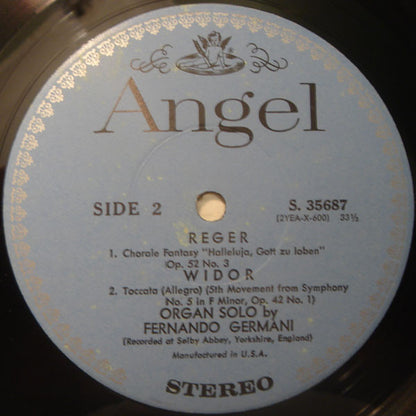 Angel
SIDE 2
S. 35687
(2YEA-X-600) 33⅓
REGER
1. Chorale Fantasy "Halleluja, Gott zu loben"
Op. 52 No. 3
WIDOR
2. Toccata (Allegro) (5th Movement from Symphony
No. 5 in F Minor, Op. 42 No. 1)
ORGAN SOLO by
FERNANDO GERMANI
(Recorded at Selby Abbey, Yorkshire, England)
Manufactured in U.S.A.
STEREO